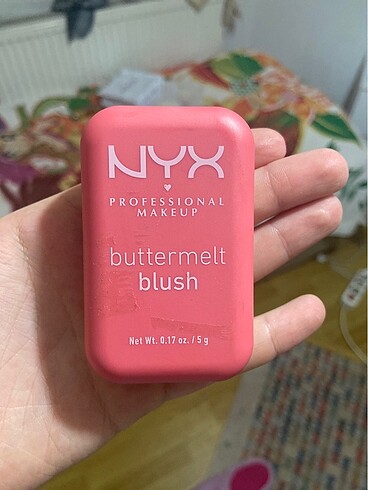 NYX
PROFESSIONAL
MAKEUP
buttermelt
blush
Net Wt. 0.17 oz. / 5 g